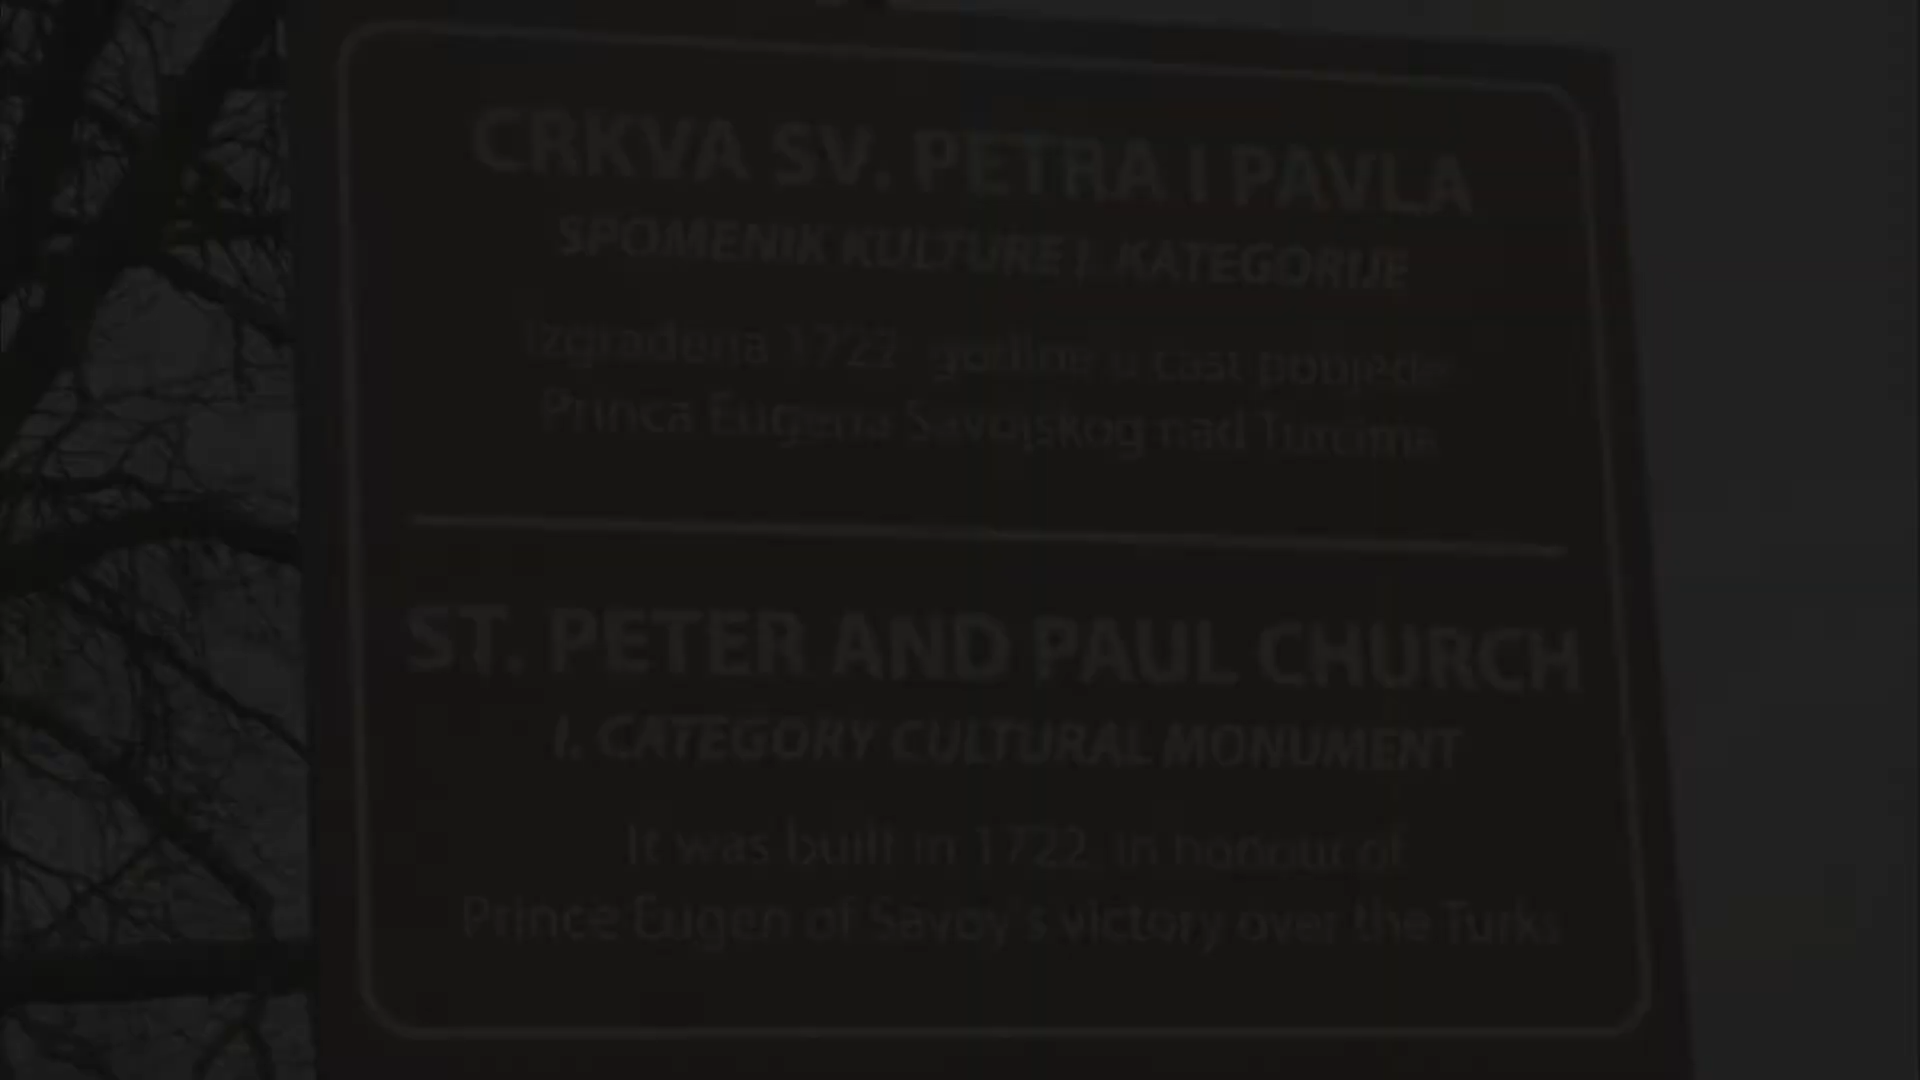 CRKVA SV. PETRA I PAVLA
SPOMENIK KULTURE I. KATEGORIJE
Izgrađena 1722. godine u čast pobjede
Princa Eugena Savojskog nad Turcima
ST. PETER AND PAUL CHURCH
I. CATEGORY CULTURAL MONUMENT
It was built in 1722. in honour of
Prince Eugen of Savoy's victory over the Turks